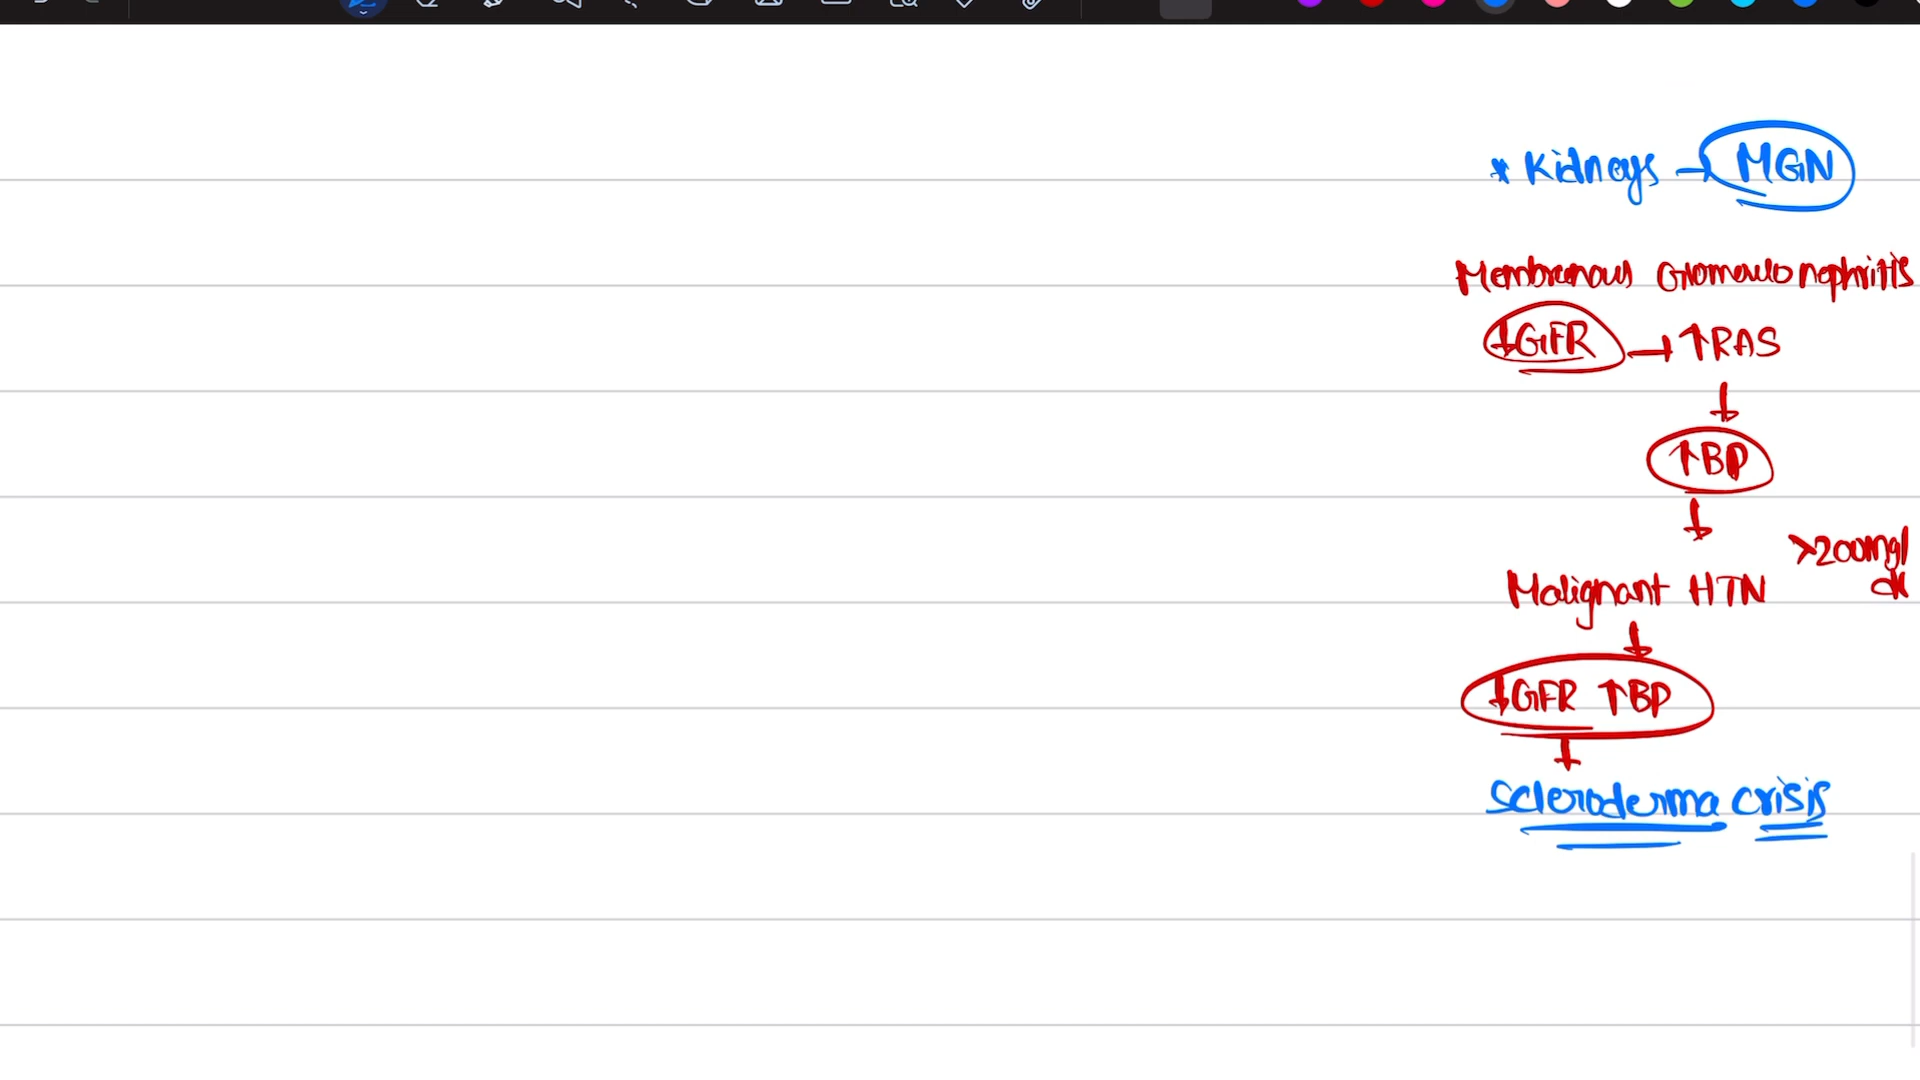 * Kidneys → MGN
Membranous Glomerulonephritis
↓GFR → ↑RAS
↓
↑BP
↓
>200mg/
dl
Malignant HTN
↓
↓GFR ↑BP
↓
Scleroderma crisis